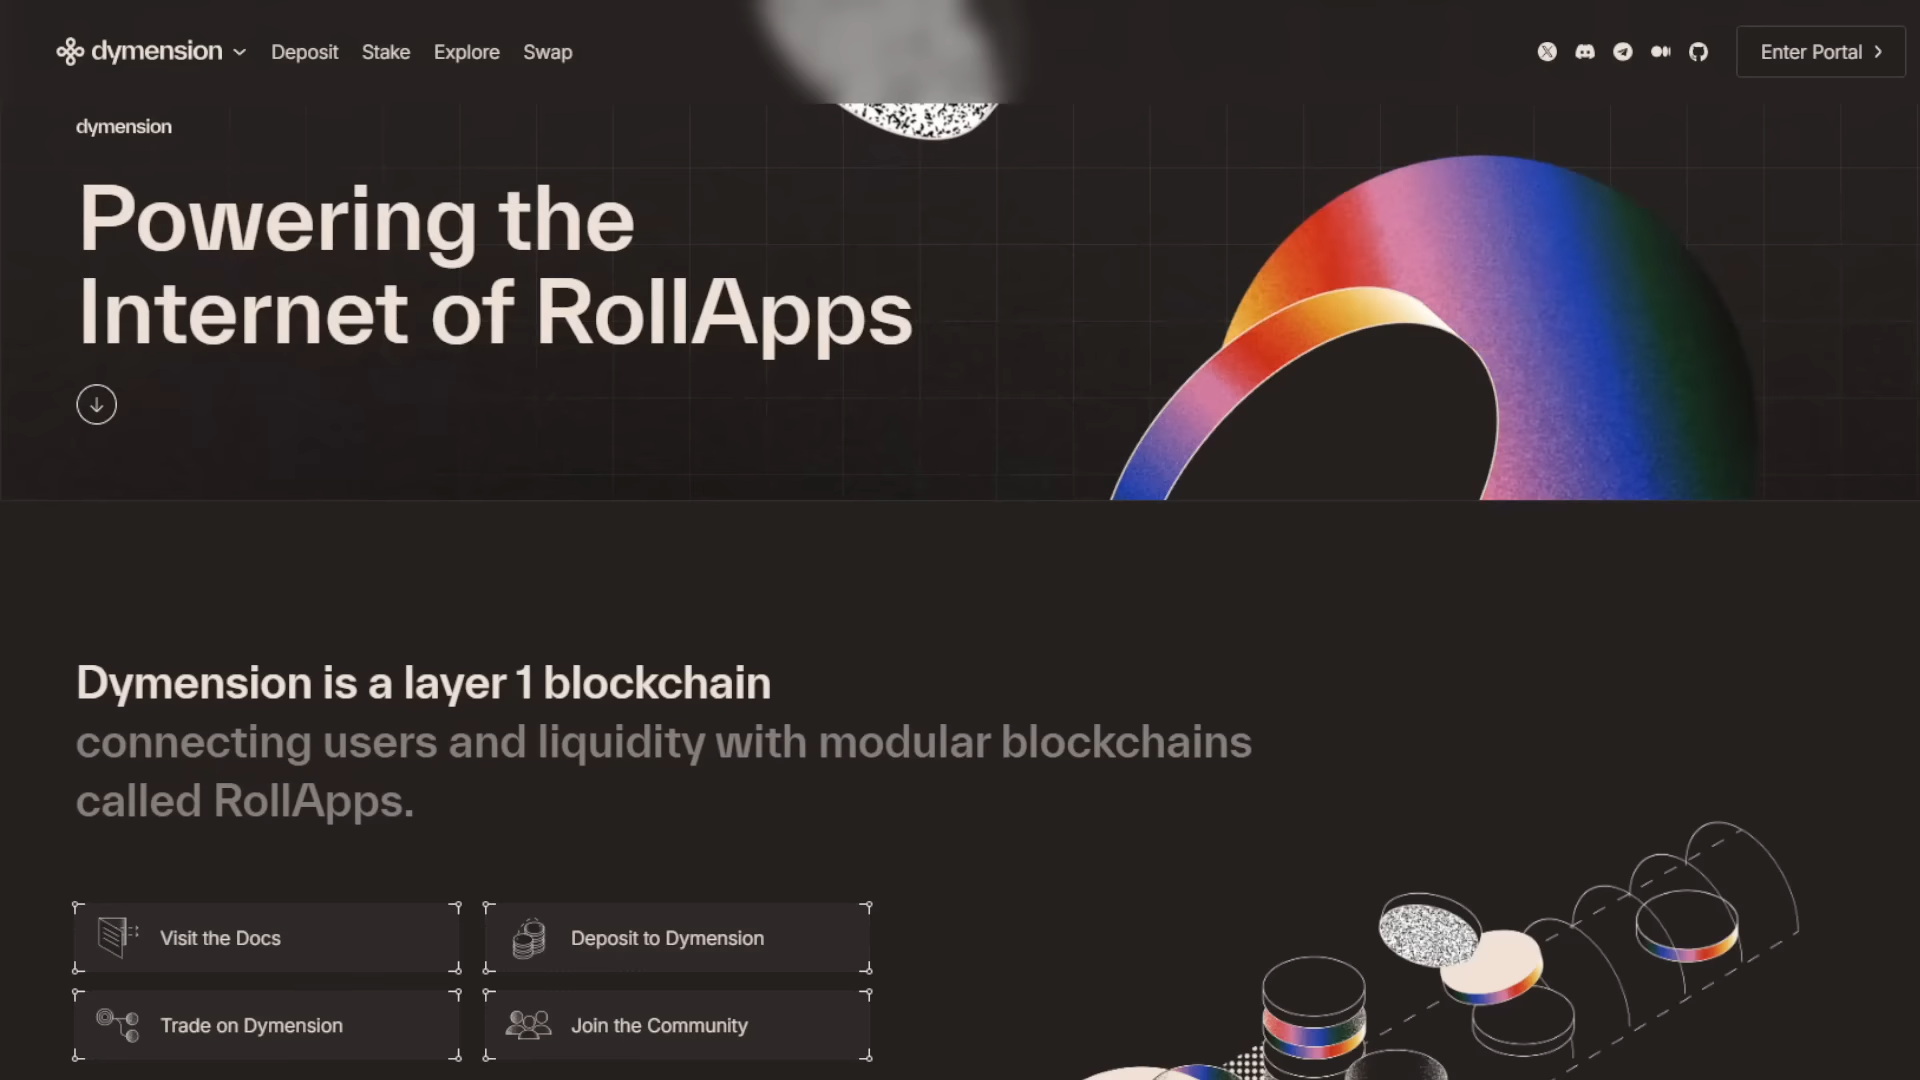 dymension
Deposit
Stake
Explore
Swap
Enter Portal
dymension
Powering the
Internet of RollApps
Dymension is a layer 1 blockchain
connecting users and liquidity with modular blockchains
called RollApps.
Visit the Docs
Deposit to Dymension
Trade on Dymension
Join the Community